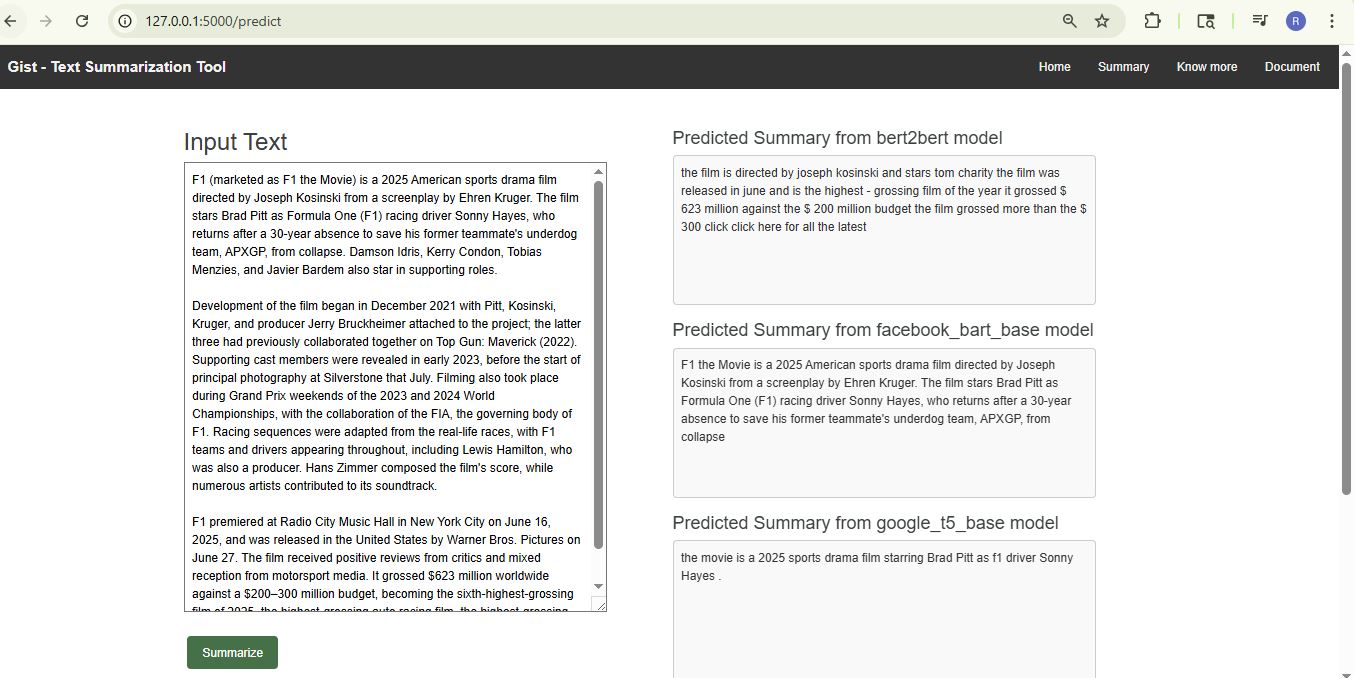 127.0.0.1:5000/predict
R
Gist - Text Summarization Tool
Home
Summary
Know more
Document
Input Text
F1 (marketed as F1 the Movie) is a 2025 American sports drama film
directed by Joseph Kosinski from a screenplay by Ehren Kruger. The film
stars Brad Pitt as Formula One (F1) racing driver Sonny Hayes, who
returns after a 30-year absence to save his former teammate's underdog
team, APXGP, from collapse. Damson Idris, Kerry Condon, Tobias
Menzies, and Javier Bardem also star in supporting roles.
Development of the film began in December 2021 with Pitt, Kosinski,
Kruger, and producer Jerry Bruckheimer attached to the project; the latter
three had previously collaborated together on Top Gun: Maverick (2022).
Supporting cast members were revealed in early 2023, before the start of
principal photography at Silverstone that July. Filming also took place
during Grand Prix weekends of the 2023 and 2024 World
Championships, with the collaboration of the FIA, the governing body of
F1. Racing sequences were adapted from the real-life races, with F1
teams and drivers appearing throughout, including Lewis Hamilton, who
was also a producer. Hans Zimmer composed the film's score, while
numerous artists contributed to its soundtrack.
F1 premiered at Radio City Music Hall in New York City on June 16,
2025, and was released in the United States by Warner Bros. Pictures on
June 27. The film received positive reviews from critics and mixed
reception from motorsport media. It grossed $623 million worldwide
against a $200–300 million budget, becoming the sixth-highest-grossing
film of 2025, the highest-grossing auto racing film, the highest-grossing
Summarize
Predicted Summary from bert2bert model
the film is directed by joseph kosinski and stars tom charity the film was
released in june and is the highest - grossing film of the year it grossed $
623 million against the $ 200 million budget the film grossed more than the $
300 click click here for all the latest
Predicted Summary from facebook_bart_base model
F1 the Movie is a 2025 American sports drama film directed by Joseph
Kosinski from a screenplay by Ehren Kruger. The film stars Brad Pitt as
Formula One (F1) racing driver Sonny Hayes, who returns after a 30-year
absence to save his former teammate's underdog team, APXGP, from
collapse
Predicted Summary from google_t5_base model
the movie is a 2025 sports drama film starring Brad Pitt as f1 driver Sonny
Hayes .